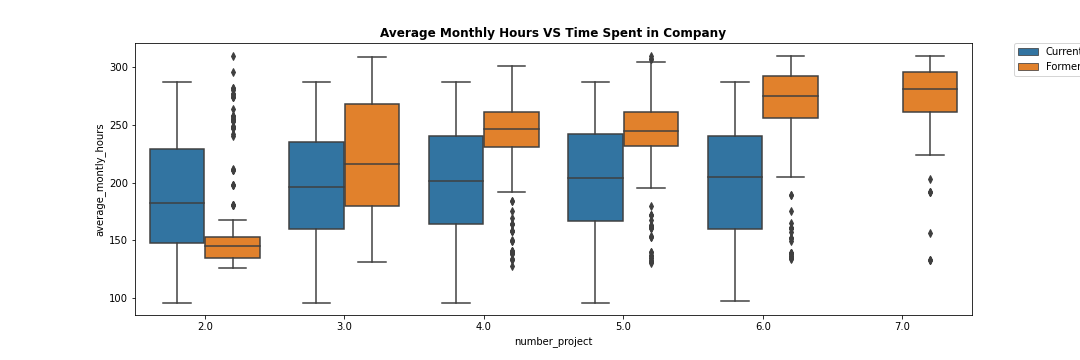 Average Monthly Hours VS Time Spent in Company
Current
Former
average_montly_hours
300
250
200
150
100
2.0 3.0 4.0 5.0 6.0 7.0
number_project